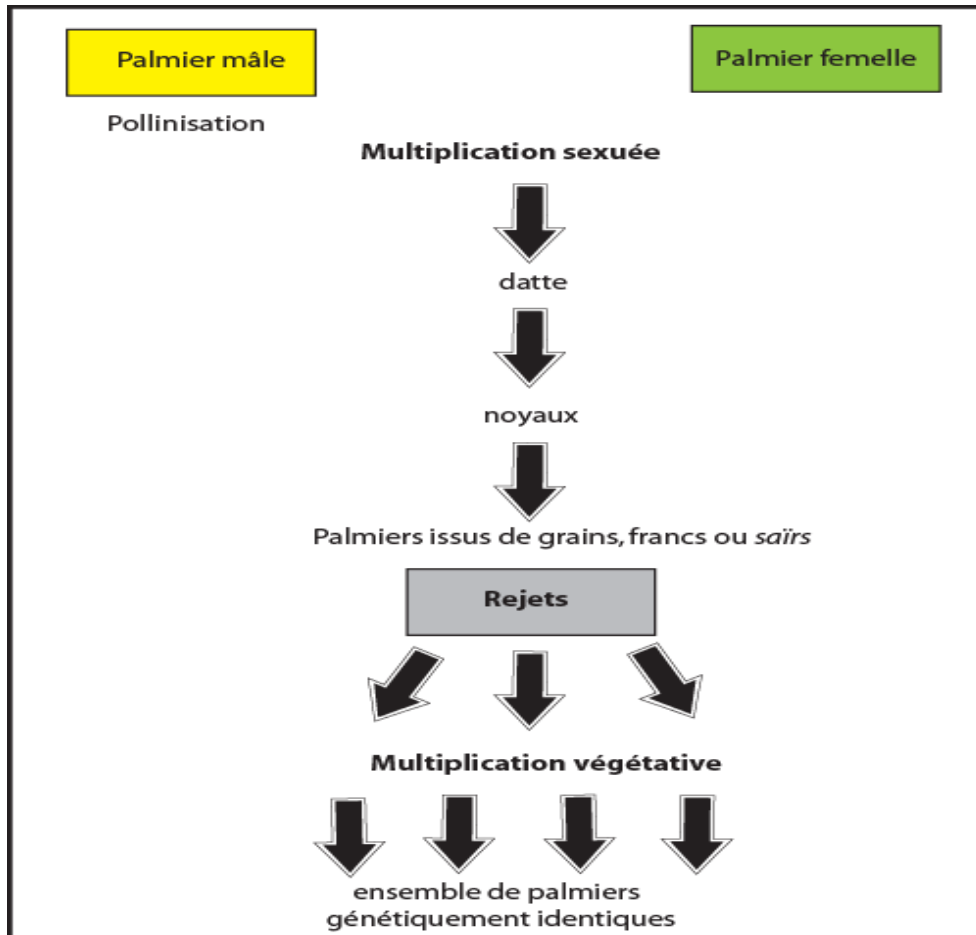 Palmier mâle
Palmier femelle
Pollinisation
Multiplication sexuée
datte
noyaux
Palmiers issus de grains, francs ou saïrs
Rejets
Multiplication végétative
ensemble de palmiers
génétiquement identiques